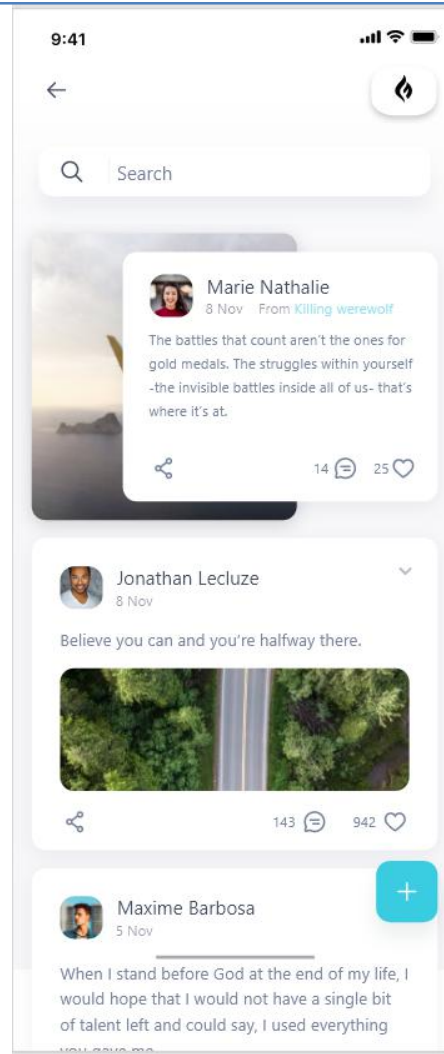 9:41
Search
Marie Nathalie
8 Nov From Killing werewolf
The battles that count aren't the ones for
gold medals. The struggles within yourself
-the invisible battles inside all of us- that's
where it's at.
14 25
Jonathan Lecluze
8 Nov
Believe you can and you're halfway there.
143 942
Maxime Barbosa
5 Nov
When I stand before God at the end of my life, I
would hope that I would not have a single bit
of talent left and could say, I used everything
you gave me